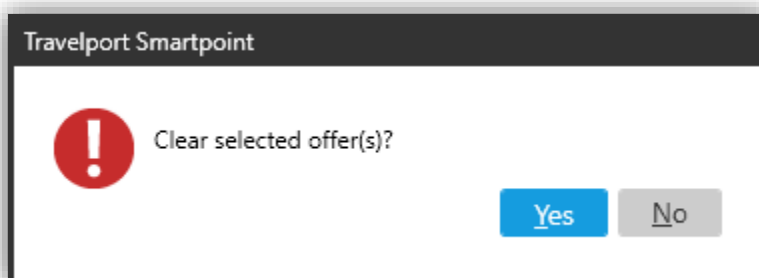 Travelport Smartpoint
Clear selected offer(s)?
Yes No